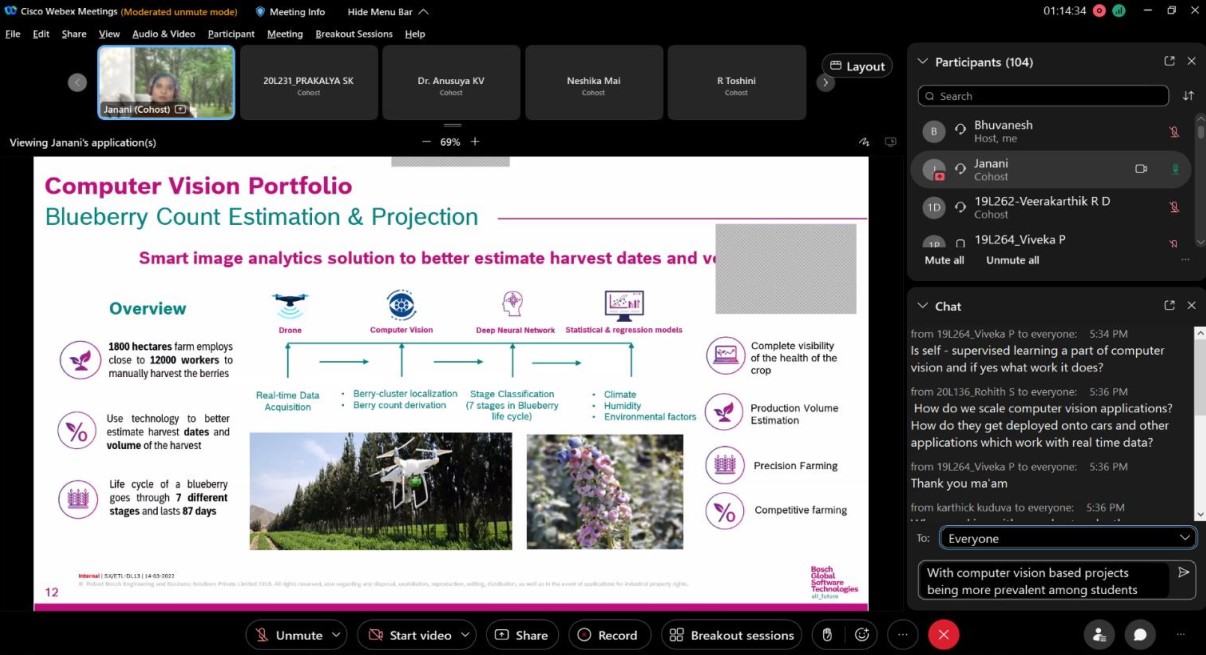 Cisco Webex Meetings (Moderated unmute mode)
Meeting Info
Hide Menu Bar
01:14:34
File Edit Share View Audio & Video Participant Meeting Breakout Sessions Help
Janani (Cohost)
20L231_PRAKALYA SK
Cohost
Dr. Anusuya KV
Cohost
Neshika Mai
Cohost
R Toshini
Cohost
Layout
Viewing Janani's application(s)
69%
Computer Vision Portfolio
Blueberry Count Estimation & Projection
Smart image analytics solution to better estimate harvest dates and
Overview
1800 hectares farm employs
close to 12000 workers to
manually harvest the berries
Use technology to better
estimate harvest dates and
volume of the harvest
Life cycle of a blueberry
goes through 7 different
stages and lasts 87 days
Drone
Computer Vision
Deep Neural Network
Statistical & regression models
Real-time Data
Acquisition
• Berry-cluster localization
• Berry count derivation
Stage Classification
(7 stages in Blueberry
life cycle)
• Climate
• Humidity
• Environmental factors
Complete visibility
of the health of the
crop
Production Volume
Estimation
Precision Farming
Competitive farming
Internal | SX/ETL-DL13 | 14-03-2022
12
Bosch
Global
Software
Technologies
alt_future
Participants (104)
Search
B
Bhuvanesh
Host, me
Janani
Cohost
1D
19L262-Veerakarthik R D
Cohost
1P
19L264_Viveka P
Mute all
Unmute all
Chat
from 19L264_Viveka P to everyone: 5:34 PM
Is self - supervised learning a part of computer
vision and if yes what work it does?
from 20L136_Rohith S to everyone: 5:36 PM
How do we scale computer vision applications?
How do they get deployed onto cars and other
applications which work with real time data?
from 19L264_Viveka P to everyone: 5:36 PM
Thank you ma'am
from karthick kuduva to everyone: 5:36 PM
To: Everyone
With computer vision based projects
being more prevalent among students
Unmute
Start video
Share
Record
Breakout sessions